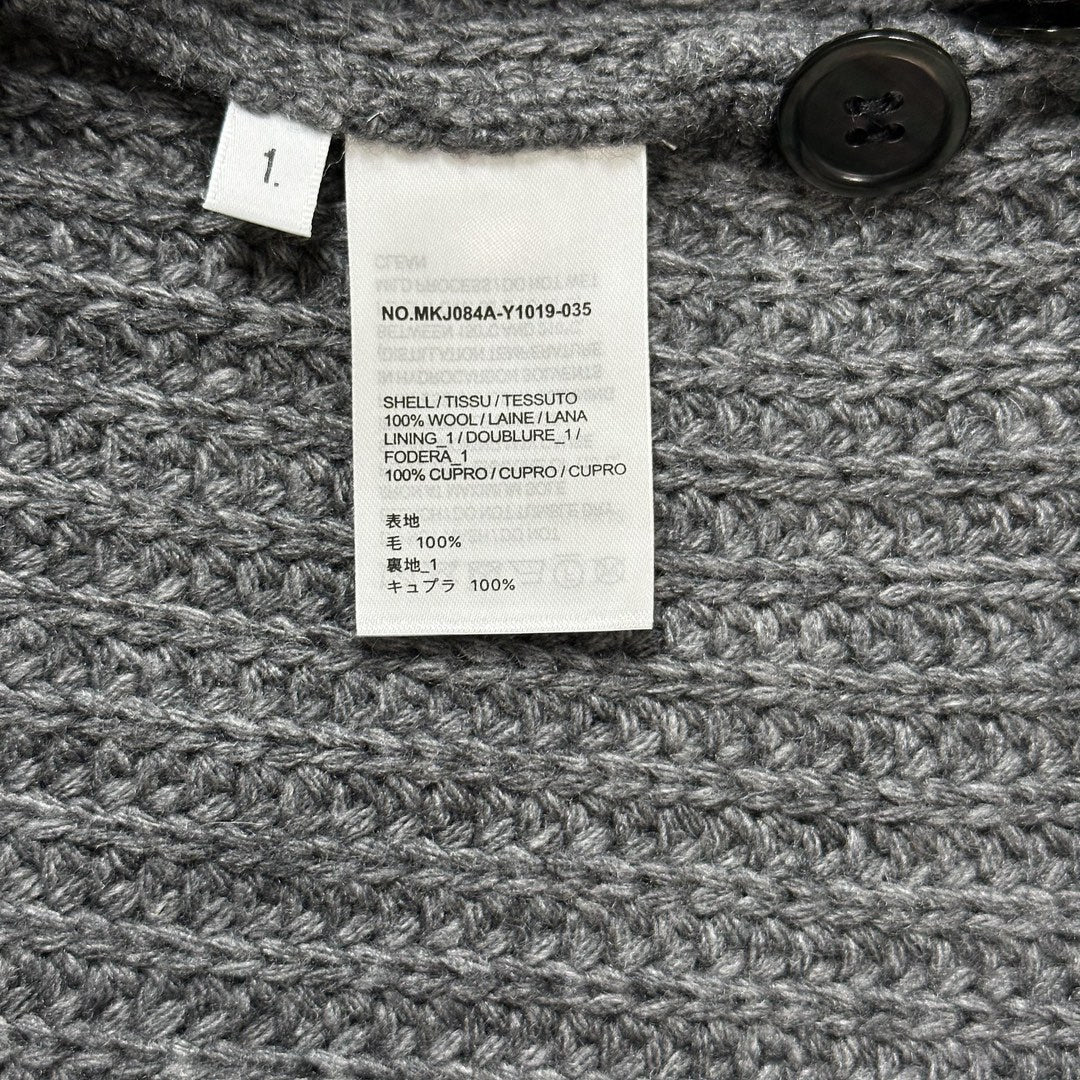 1.
NO.MKJ084A-Y1019-035
SHELL / TISSU / TESSUTO
100% WOOL / LAINE / LANA
LINING_1 / DOUBLURE_1 /
FODERA_1
100% CUPRO / CUPRO / CUPRO
表地
毛 100%
裏地_1
キュプラ 100%